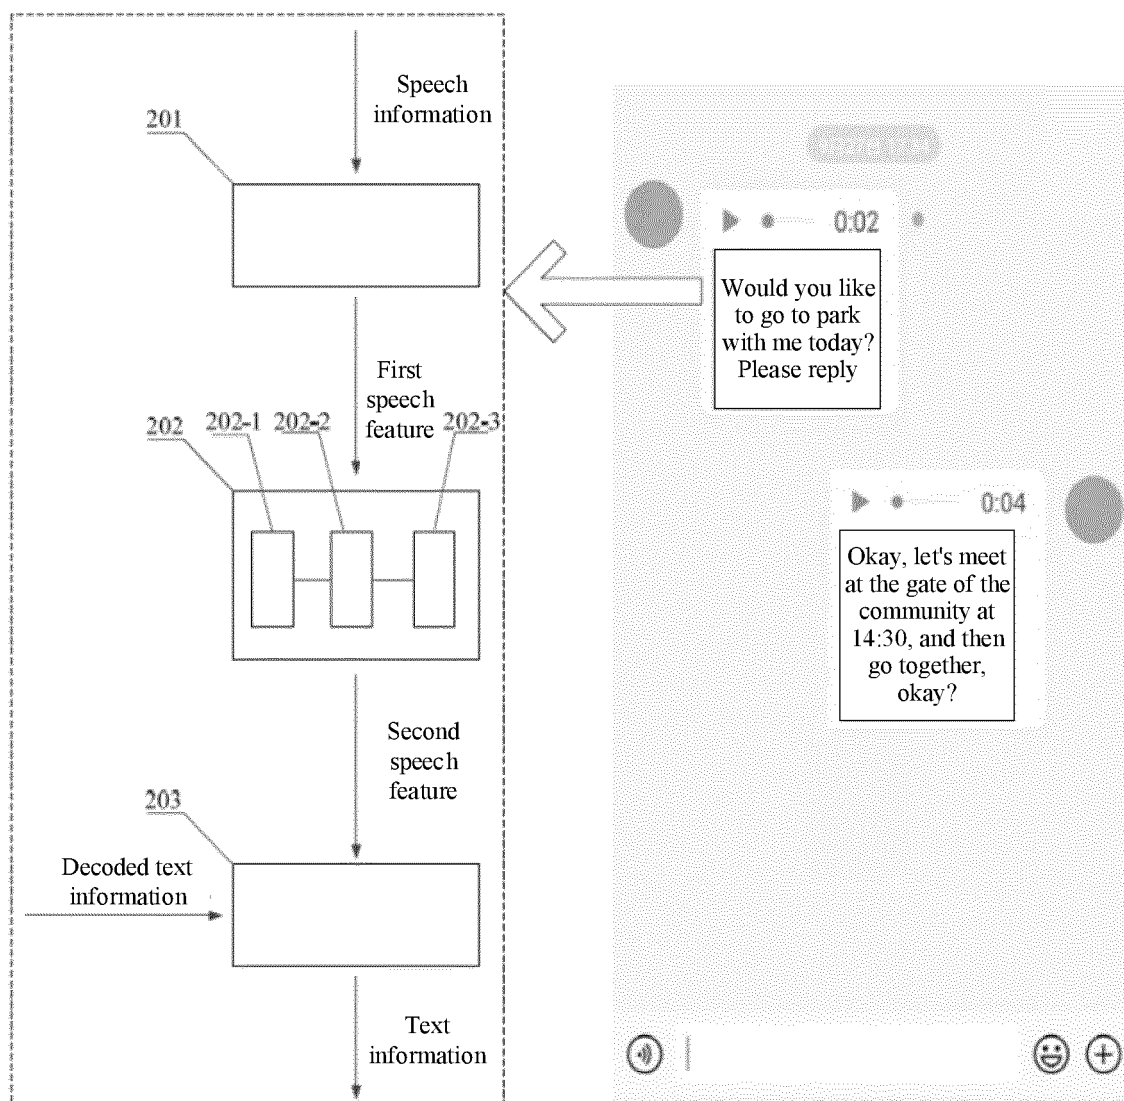 Speech
information
201
First
speech
feature
202
202-1
202-2
202-3
Second
speech
feature
203
Decoded text
information
Text
information
0:02
Would you like
to go to park
with me today?
Please reply
0:04
Okay, let's meet
at the gate of the
community at
14:30, and then
go together,
okay?